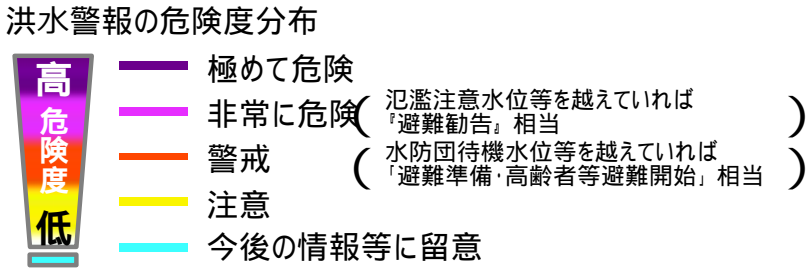 洪水警報の危険度分布
高
危険度
低
極めて危険
非常に危険
(氾濫注意水位等を越えていれば
『避難勧告』相当)
警戒
(水防団待機水位等を越えていれば
「避難準備・高齢者等避難開始」相当)
注意
今後の情報等に留意